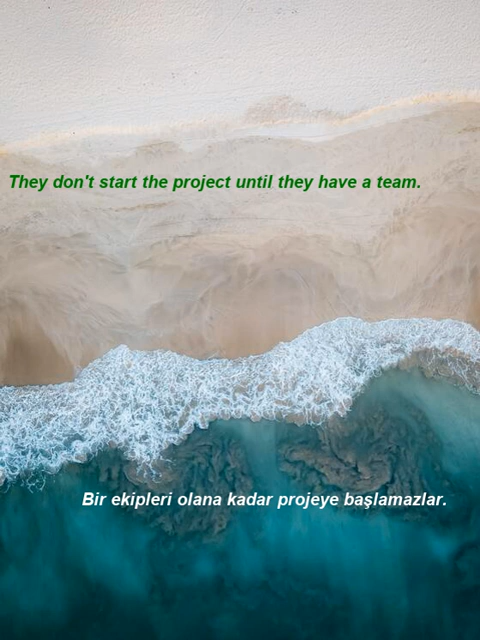 They don't start the project until they have a team.
Bir ekipleri olana kadar projeye başlamazlar.